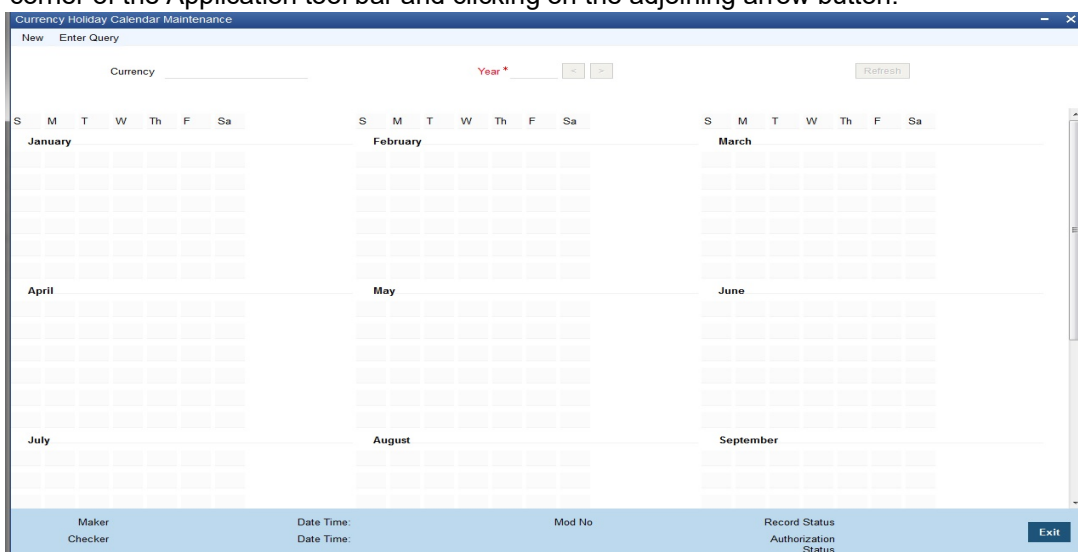 corner of the Application tool bar and clicking on the adjoining arrow button.
Currency Holiday Calendar Maintenance
New Enter Query
Currency Year * < > Refresh
S M T W Th F Sa S M T W Th F Sa S M T W Th F Sa
January February March
April May June
July August September
Maker Date Time: Mod No Record Status
Checker Date Time: Authorization Status
Exit